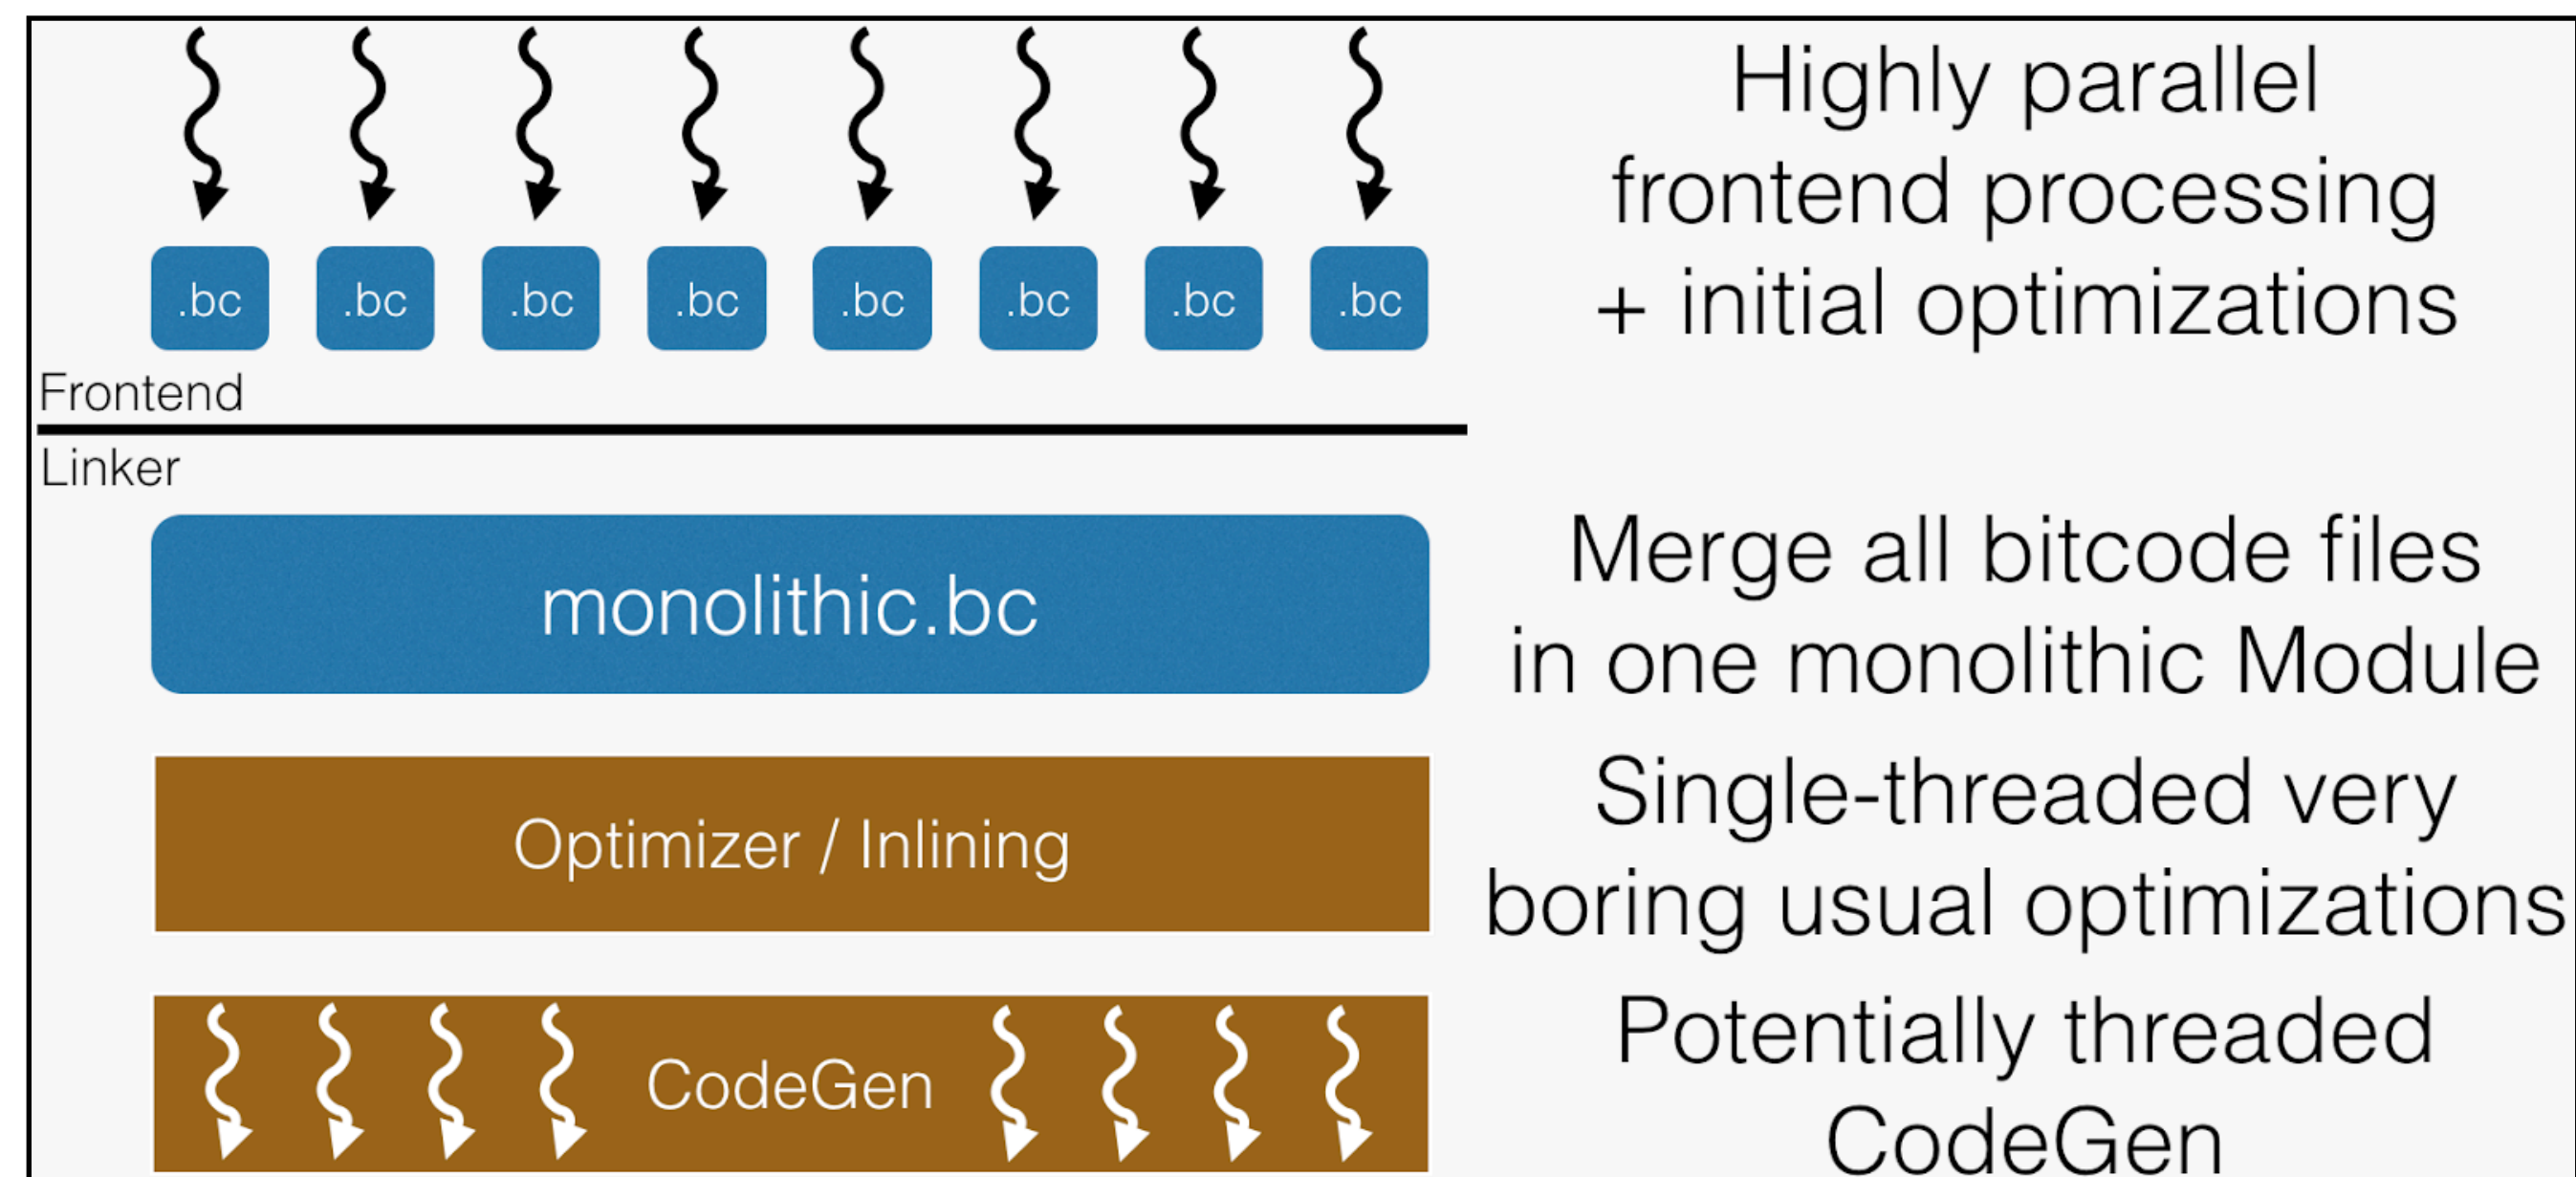 Highly parallel
frontend processing
+ initial optimizations
.bc .bc .bc .bc .bc .bc .bc .bc
Frontend
Linker
monolithic.bc
Merge all bitcode files
in one monolithic Module
Optimizer / Inlining
Single-threaded very
boring usual optimizations
CodeGen
Potentially threaded
CodeGen